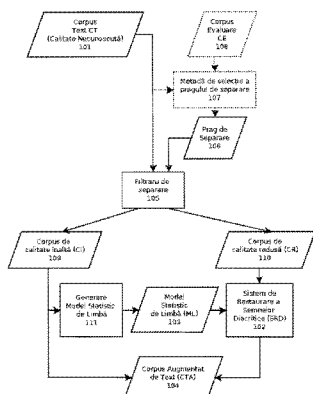 Corpus
Text CT
(Calitate Necunoscută)
101
Corpus
Evaluare
CE
108
Metodă de selecție a
pragului de separare
107
Prag de
Separare
106
Filtrare de
separare
105
Corpus de
calitate înaltă (CI)
109
Corpus de
calitate redusă (CR)
110
Generare
Model Statistic
de Limbă
111
Model
Statistic
de Limbă (ML)
103
Sistem de
Restaurare a
Semnelor
Diacritice (SRD)
102
Corpus Augmentat
de Text (CTA)
104